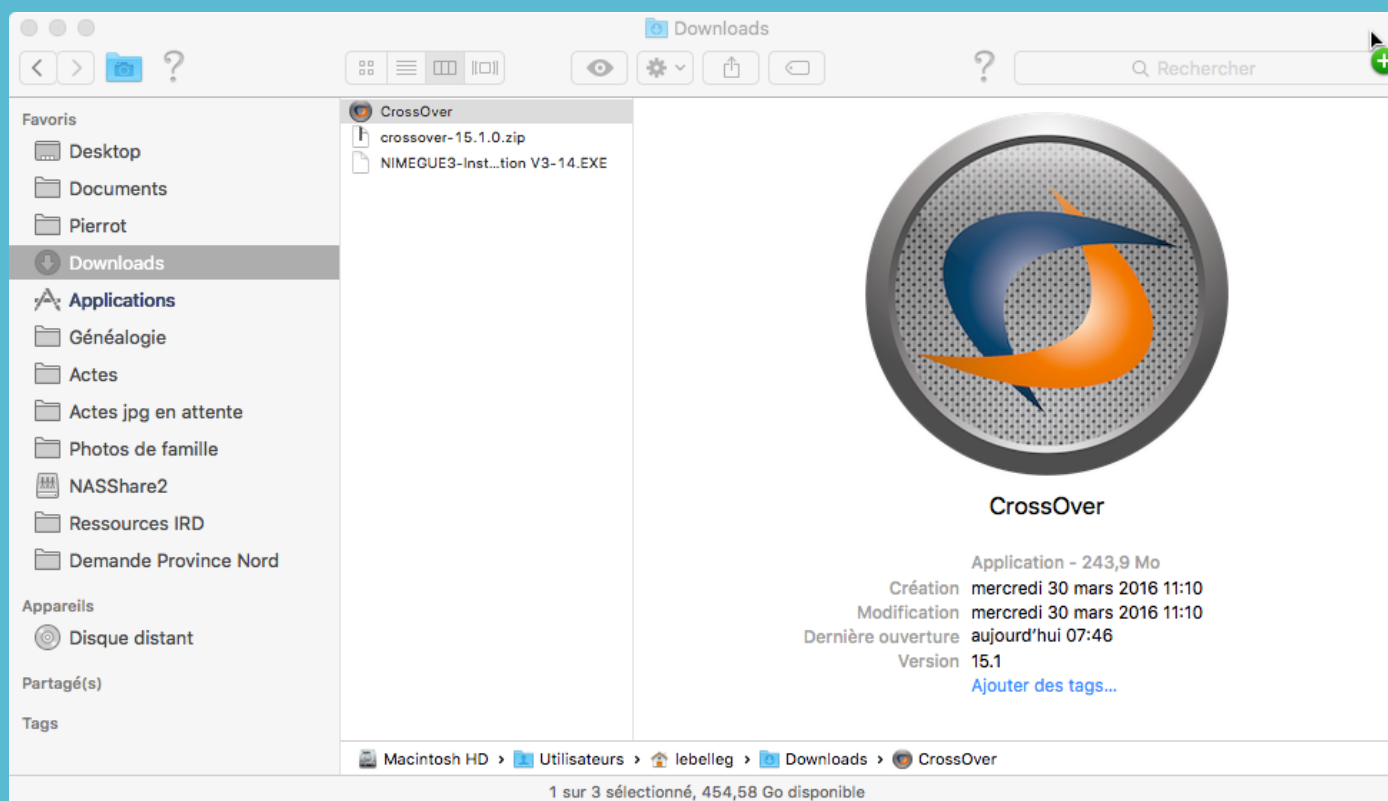 Downloads
Rechercher
Favoris
Desktop
Documents
Pierrot
Downloads
Applications
Généalogie
Actes
Actes jpg en attente
Photos de famille
NASShare2
Ressources IRD
Demande Province Nord
Appareils
Disque distant
Partagé(s)
Tags
CrossOver
crossover-15.1.0.zip
NIMEGUE3-Inst...tion V3-14.EXE
CrossOver
Application - 243,9 Mo
Création mercredi 30 mars 2016 11:10
Modification mercredi 30 mars 2016 11:10
Dernière ouverture aujourd'hui 07:46
Version 15.1
Ajouter des tags...
Macintosh HD › Utilisateurs › lebelleg › Downloads › CrossOver
1 sur 3 sélectionné, 454,58 Go disponible